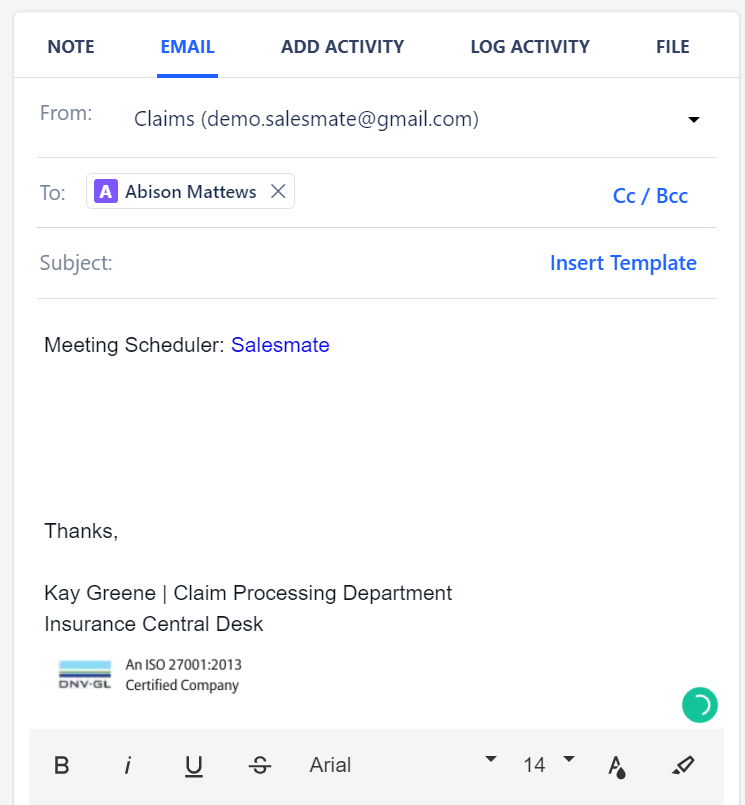 NOTE EMAIL ADD ACTIVITY LOG ACTIVITY FILE
From: Claims (demo.salesmate@gmail.com)
To: A Abison Mattews Cc / Bcc
Subject: Insert Template
Meeting Scheduler: Salesmate
Thanks,
Kay Greene | Claim Processing Department
Insurance Central Desk
DNV·GL An ISO 27001:2013
Certified Company
B i U S Arial 14 A